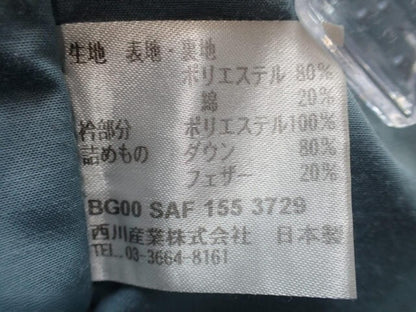 生地 表地・裏地
ポリエステル 80%
綿 20%
衿部分 ポリエステル100%
詰めもの ダウン 80%
フェザー 20%
BG00 SAF 155 3729
西川産業株式会社 日本製
TEL..03-3664-8161